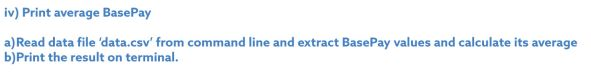 iv) Print average BasePay
a)Read data file ‘data.csv’ from command line and extract BasePay values and calculate its average
b)Print the result on terminal.